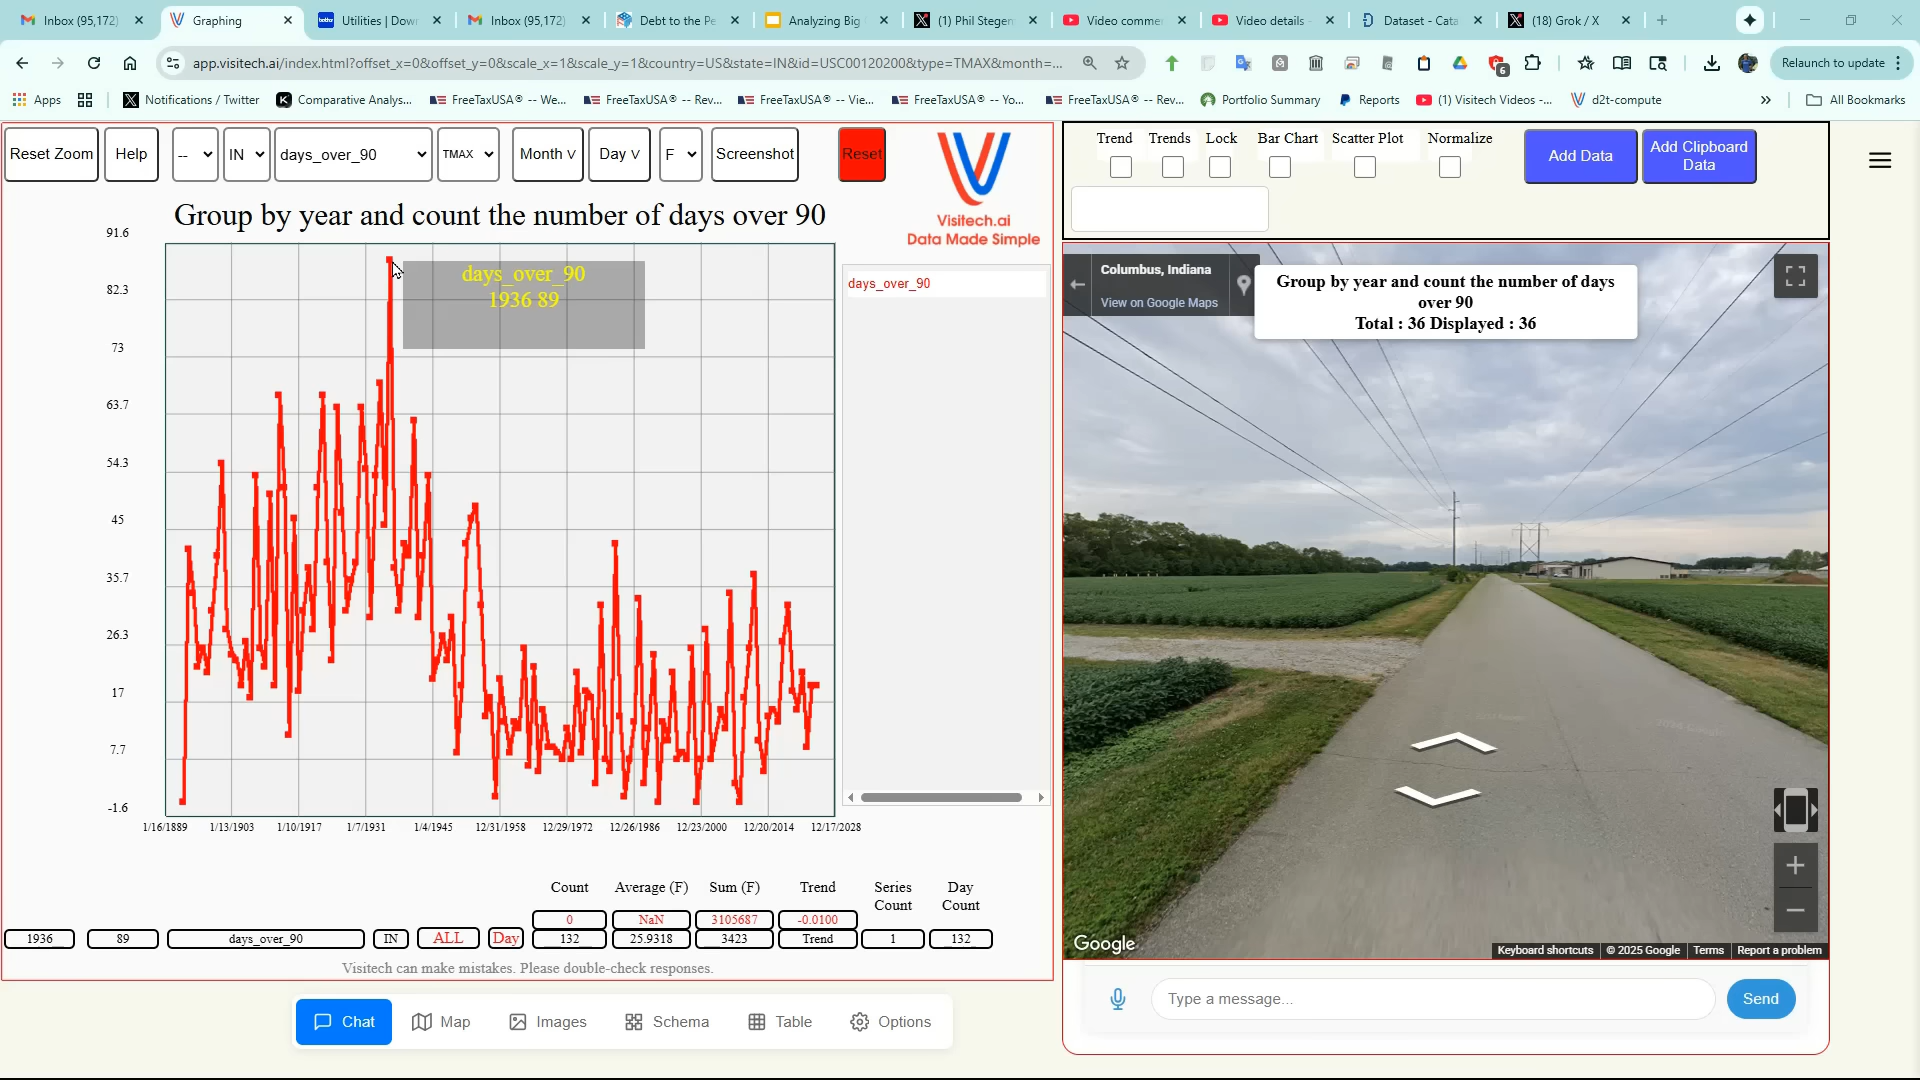 Inbox (95,172)
Graphing
Utilities | Dow
Inbox (95,172)
Debt to the Pe
Analyzing Big
(1) Phil Stegem
Video comme
Video details
Dataset - Cata
(18) Grok / X
app.visitech.ai/index.html?offset_x=0&offset_y=0&scale_x=1&scale_y=1&country=US&state=IN&id=USC00120200&type=TMAX&month=...
6
Relaunch to update
Apps
Notifications / Twitter
Comparative Analys...
FreeTaxUSA® -- We...
FreeTaxUSA® -- Rev...
FreeTaxUSA® -- Vie...
FreeTaxUSA® -- Yo...
FreeTaxUSA® -- Rev...
Portfolio Summary
Reports
(1) Visitech Videos -...
d2t-compute
»
All Bookmarks
Reset Zoom
Help
--
IN
days_over_90
TMAX
Month V
Day V
F
Screenshot
Reset
Visitech.ai
Data Made Simple
Group by year and count the number of days over 90
91.6
82.3
73
63.7
54.3
45
35.7
26.3
17
7.7
-1.6
days_over_90
1936 89
1/16/1889
1/13/1903
1/10/1917
1/7/1931
1/4/1945
12/31/1958
12/29/1972
12/26/1986
12/23/2000
12/20/2014
12/17/2028
days_over_90
Count
Average (F)
Sum (F)
Trend
Series
Count
Day
Count
0
NaN
3105687
-0.0100
1936
89
days_over_90
IN
ALL
Day
132
25.9318
3423
Trend
1
132
Visitech can make mistakes. Please double-check responses.
Chat
Map
Images
Schema
Table
Options
Trend
Trends
Lock
Bar Chart
Scatter Plot
Normalize
Add Data
Add Clipboard
Data
Columbus, Indiana
View on Google Maps
Group by year and count the number of days
over 90
Total : 36 Displayed : 36
Google
Keyboard shortcuts
© 2025 Google
Terms
Report a problem
Type a message...
Send